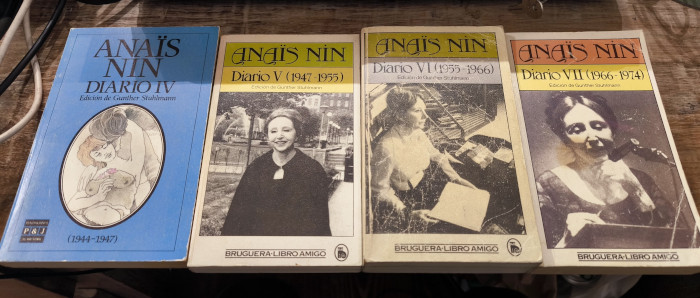 ANAÏS
NIN
DIARIO IV
Edición de Gunther Stuhlmann
P&J
(1944-1947)
ANAÏS NIN
Diario V (1947-1955)
Edición de Gunther Stuhlmann
BRUGUERA-LIBRO AMIGO
ANAÏS NIN
Diario VI (1955-1966)
Edición de Gunther Stuhlmann
BRUGUERA-LIBRO AMIGO
ANAÏS NIN
Diario VII (1966-1974)
Edición de Gunther Stuhlmann
BRUGUERA-LIBRO AMIGO